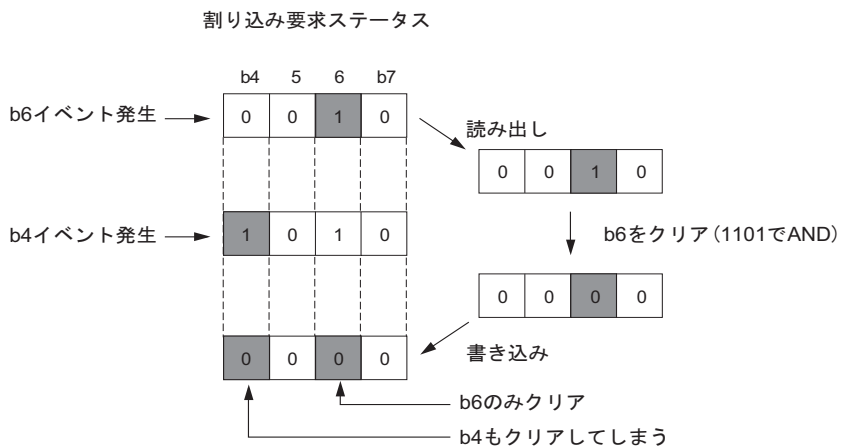 割り込み要求ステータス
b4 5 6 b7
b6イベント発生
0 0 1 0
読み出し
0 0 1 0
b4イベント発生
1 0 1 0
b6をクリア(1101でAND)
0 0 0 0
0 0 0 0
書き込み
b6のみクリア
b4もクリアしてしまう